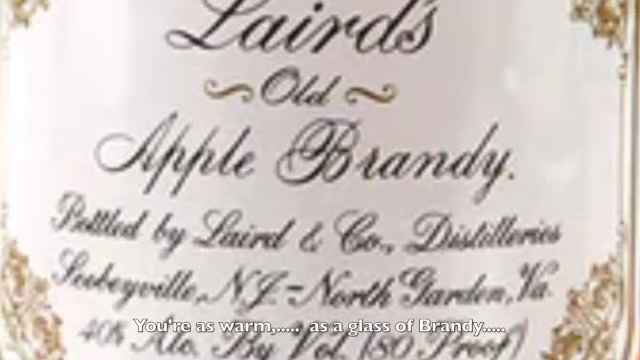 Laird's
Old
Apple Brandy.
Bottled by Laird & Co., Distilleries
Scobeyville, N.J. - North Garden, Va.
You're as warm,..... as a glass of Brandy.....
40% Alc. By Vol. (80 Proof)